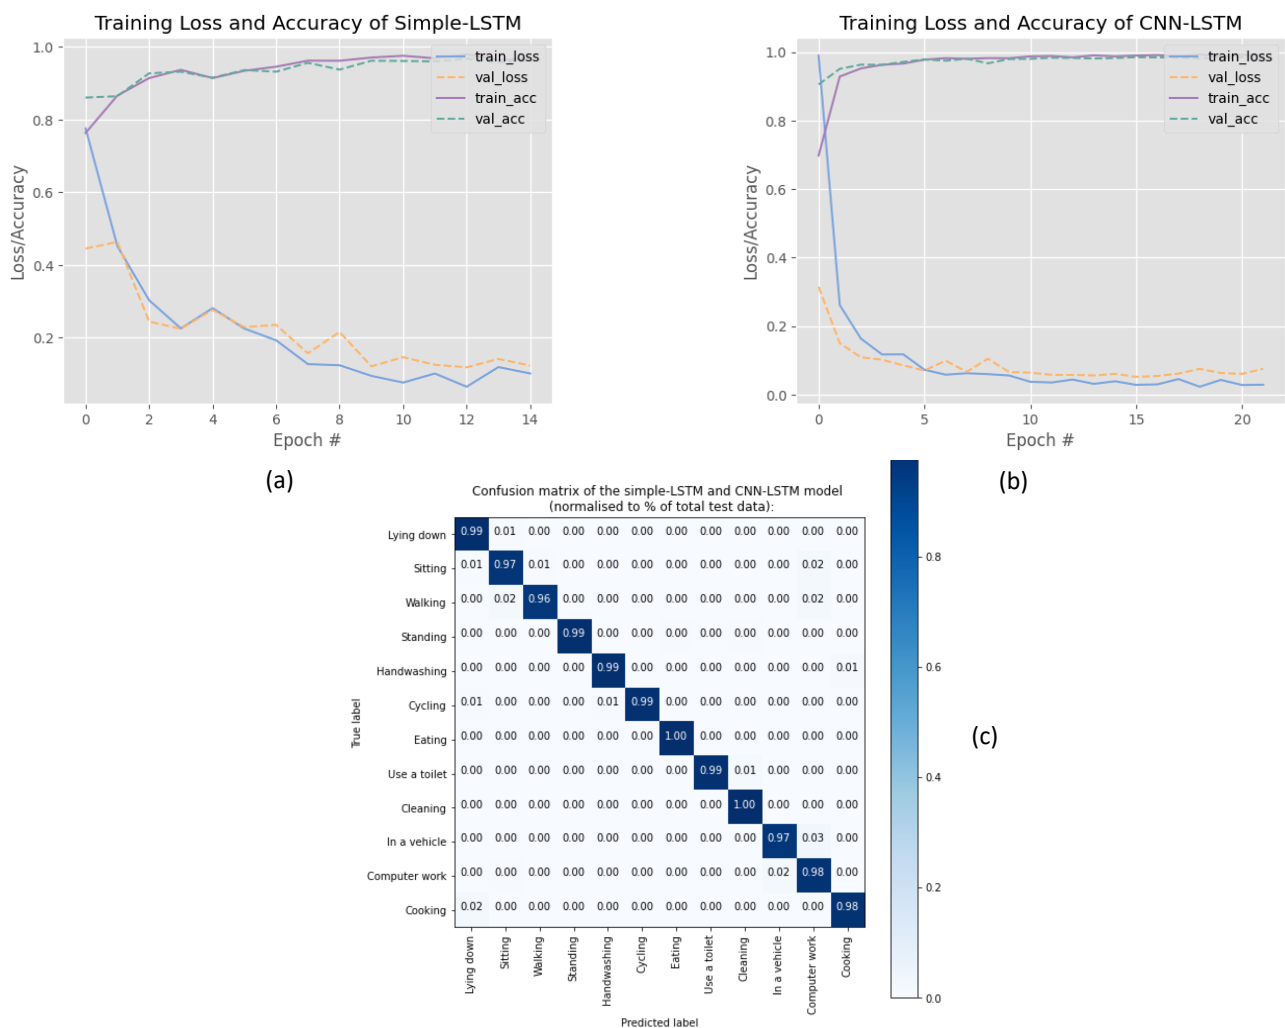 Training Loss and Accuracy of Simple-LSTM
1.0
0.8
0.6
0.4
0.2
Loss/Accuracy
train_loss
val_loss
train_acc
val_acc
0 2 4 6 8 10 12 14
Epoch #
(a)
Training Loss and Accuracy of CNN-LSTM
1.0
0.8
0.6
0.4
0.2
0.0
Loss/Accuracy
train_loss
val_loss
train_acc
val_acc
0 5 10 15 20
Epoch #
(b)
Confusion matrix of the simple-LSTM and CNN-LSTM model
(normalised to % of total test data):
True label
Lying down 0.99 0.01 0.00 0.00 0.00 0.00 0.00 0.00 0.00 0.00 0.00 0.00
Sitting 0.01 0.97 0.01 0.00 0.00 0.00 0.00 0.00 0.00 0.00 0.02 0.00
Walking 0.00 0.02 0.96 0.00 0.00 0.00 0.00 0.00 0.00 0.00 0.02 0.00
Standing 0.00 0.00 0.00 0.99 0.00 0.00 0.00 0.00 0.00 0.00 0.00 0.00
Handwashing 0.00 0.00 0.00 0.00 0.99 0.00 0.00 0.00 0.00 0.00 0.00 0.01
Cycling 0.01 0.00 0.00 0.00 0.01 0.99 0.00 0.00 0.00 0.00 0.00 0.00
Eating 0.00 0.00 0.00 0.00 0.00 0.00 1.00 0.00 0.00 0.00 0.00 0.00
Use a toilet 0.00 0.00 0.00 0.00 0.00 0.00 0.00 0.99 0.01 0.00 0.00 0.00
Cleaning 0.00 0.00 0.00 0.00 0.00 0.00 0.00 0.00 1.00 0.00 0.00 0.00
In a vehicle 0.00 0.00 0.00 0.00 0.00 0.00 0.00 0.00 0.00 0.97 0.03 0.00
Computer work 0.00 0.00 0.00 0.00 0.00 0.00 0.00 0.00 0.00 0.02 0.98 0.00
Cooking 0.02 0.00 0.00 0.00 0.00 0.00 0.00 0.00 0.00 0.00 0.00 0.98
Lying down
Sitting
Walking
Standing
Handwashing
Cycling
Eating
Use a toilet
Cleaning
In a vehicle
Computer work
Cooking
Predicted label
0.8
0.6
0.4
0.2
0.0
(c)